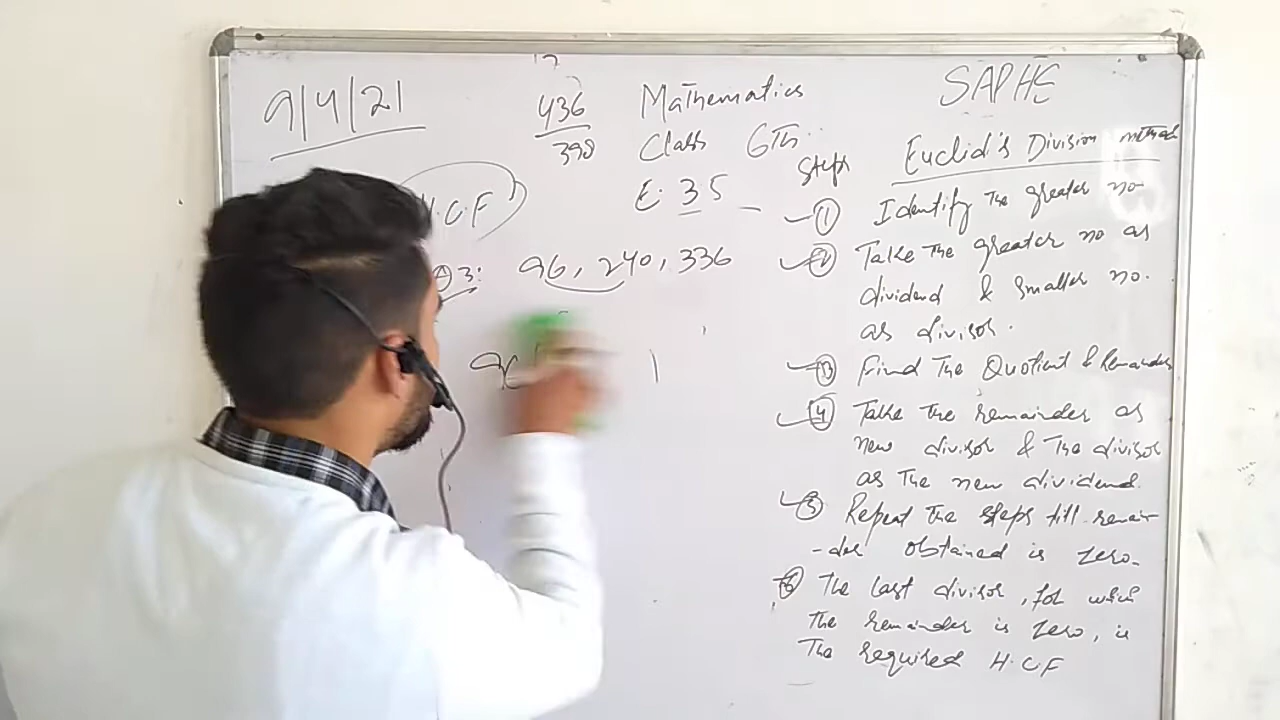 9/4/21
436
398
Mathematics
Class 6Th
E: 35
H.C.F
3:
96, 240, 336
96
SAPHE
Euclid's Division method
Steps
(1) Identify The greater no
(2) Take The greater no as
dividend & smaller no.
as divisor.
(3) Find The Quotient & Remainder
(4) Take The remainder as
new divisor & The divisor
as The new dividend.
(5) Repeat The steps till remain-
-der obtained is zero.
(6) The last divisor, for which
The remainder is zero, is
The required H.C.F